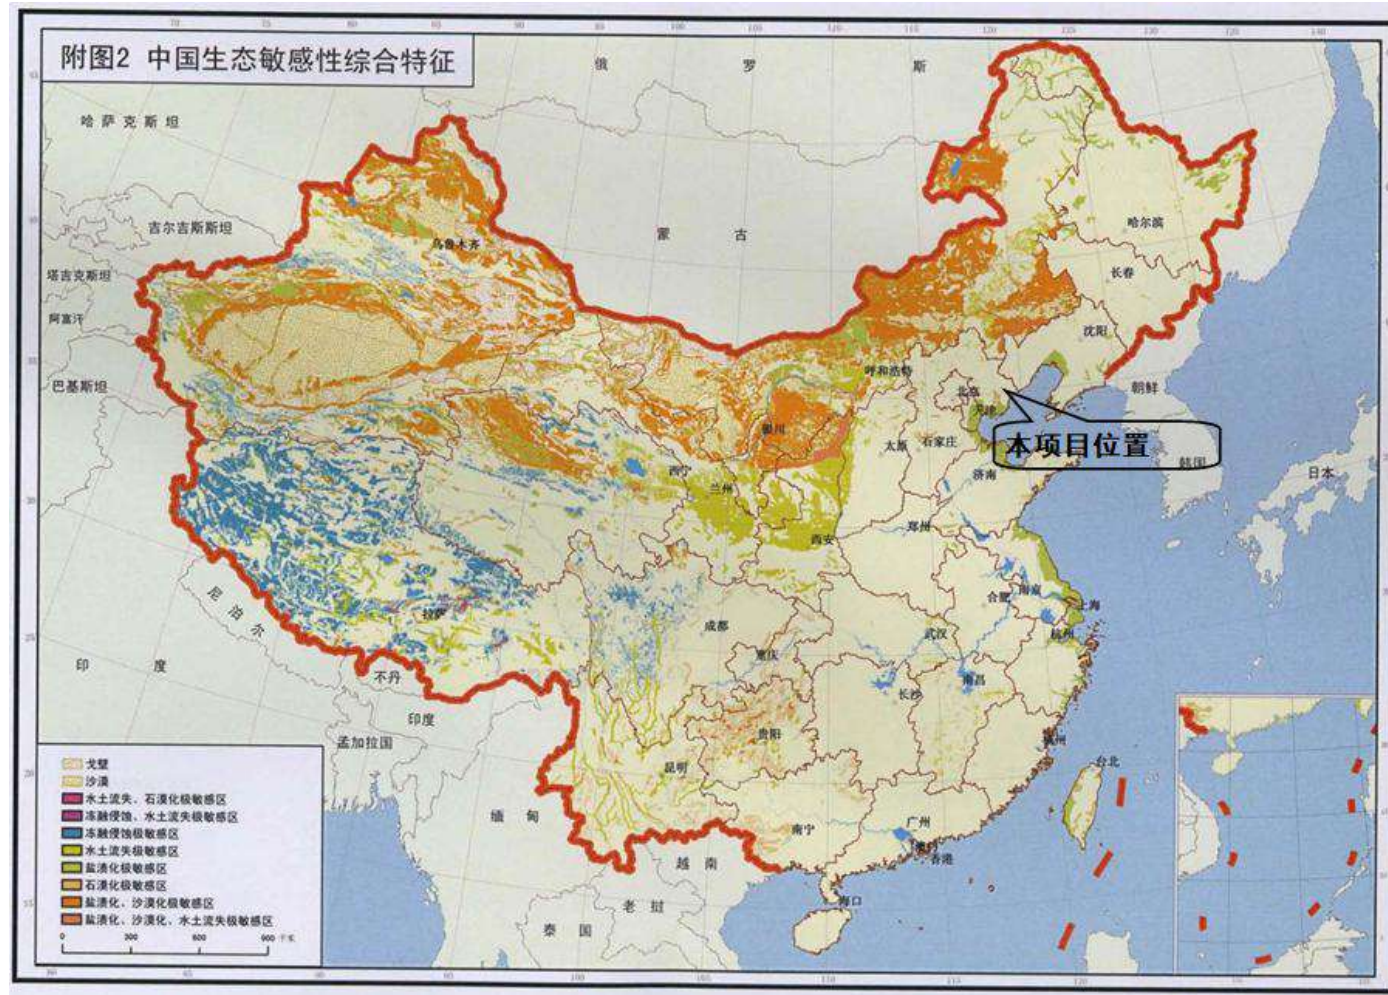 附图2 中国生态敏感性综合特征
俄 罗 斯
哈萨克斯坦
吉尔吉斯斯坦
塔吉克斯坦
阿富汗
巴基斯坦
蒙 古
乌鲁木齐
哈尔滨
长春
沈阳
呼和浩特
北京
天津
朝鲜
本项目位置
银川
太原
石家庄
韩国
日本
济南
西宁
兰州
郑州
西安
尼泊尔
拉萨
合肥
南京
上海
成都
武汉
杭州
重庆
南昌
长沙
印 度
不丹
印度
孟加拉国
贵阳
昆明
台北
缅 甸
南宁
广州
香港
越 南
老 挝
泰 国
海口
戈壁
沙漠
水土流失、石漠化极敏感区
冻融侵蚀、水土流失极敏感区
冻融侵蚀极敏感区
水土流失极敏感区
盐渍化极敏感区
石漠化极敏感区
盐渍化、沙漠化极敏感区
盐渍化、沙漠化、水土流失极敏感区
0 300 600 900 千米